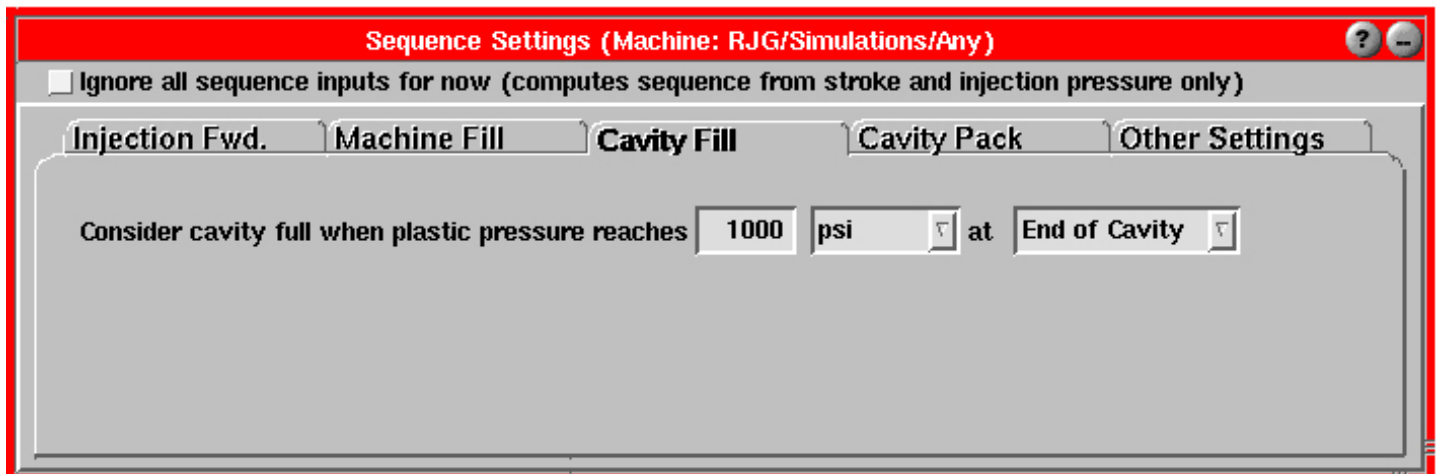 Sequence Settings (Machine: RJG/Simulations/Any) ? –
Ignore all sequence inputs for now (computes sequence from stroke and injection pressure only)
Injection Fwd. Machine Fill Cavity Fill Cavity Pack Other Settings
Consider cavity full when plastic pressure reaches 1000 psi at End of Cavity